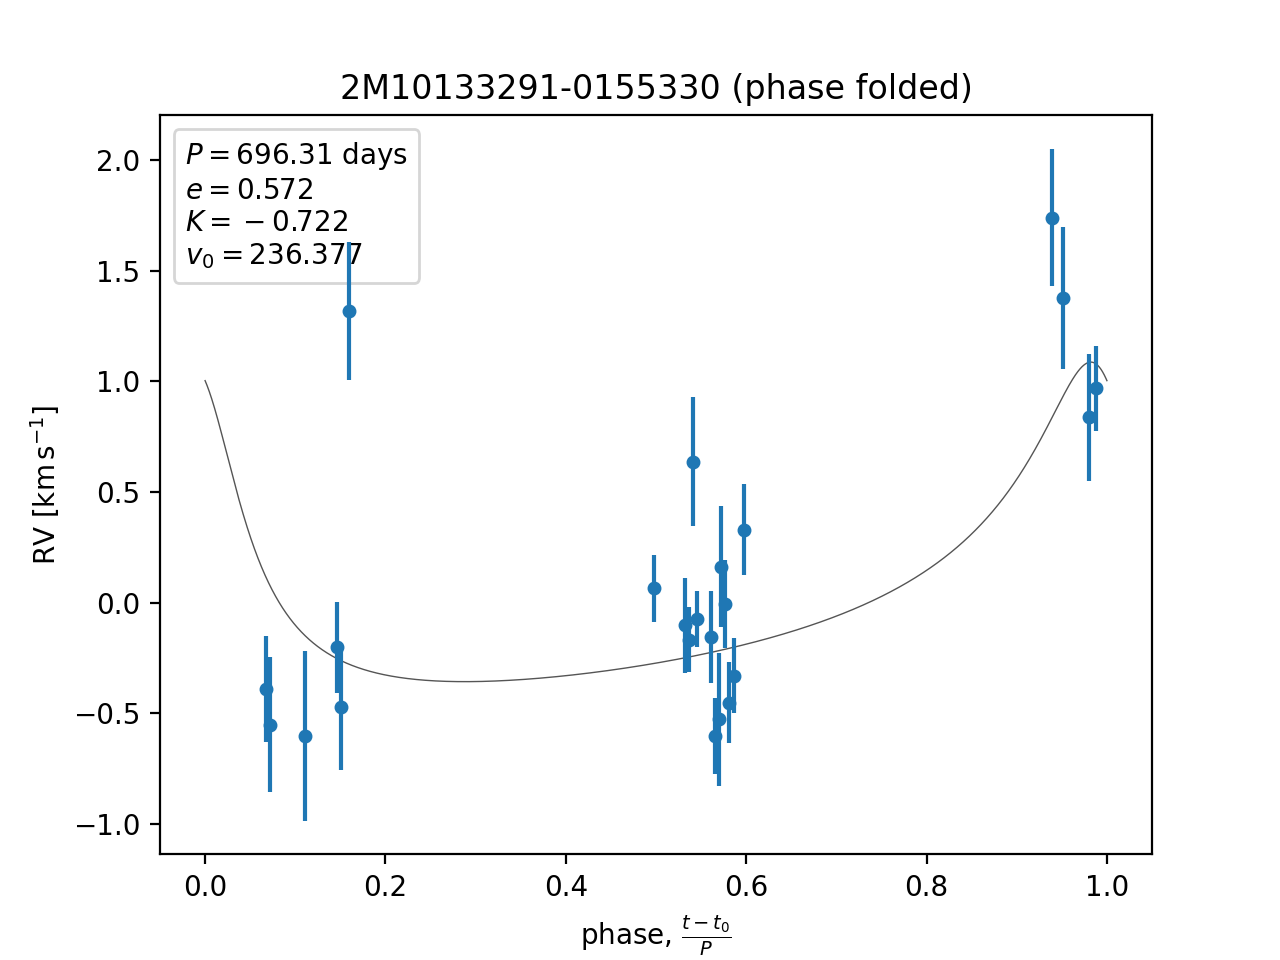 2M10133291-0155330 (phase folded)
P = 696.31 days
e = 0.572
K = −0.722
v₀ = 236.377
2.0
1.5
1.0
0.5
0.0
−0.5
−1.0
RV [km s⁻¹]
0.0 0.2 0.4 0.6 0.8 1.0
phase, (t − t₀)/P